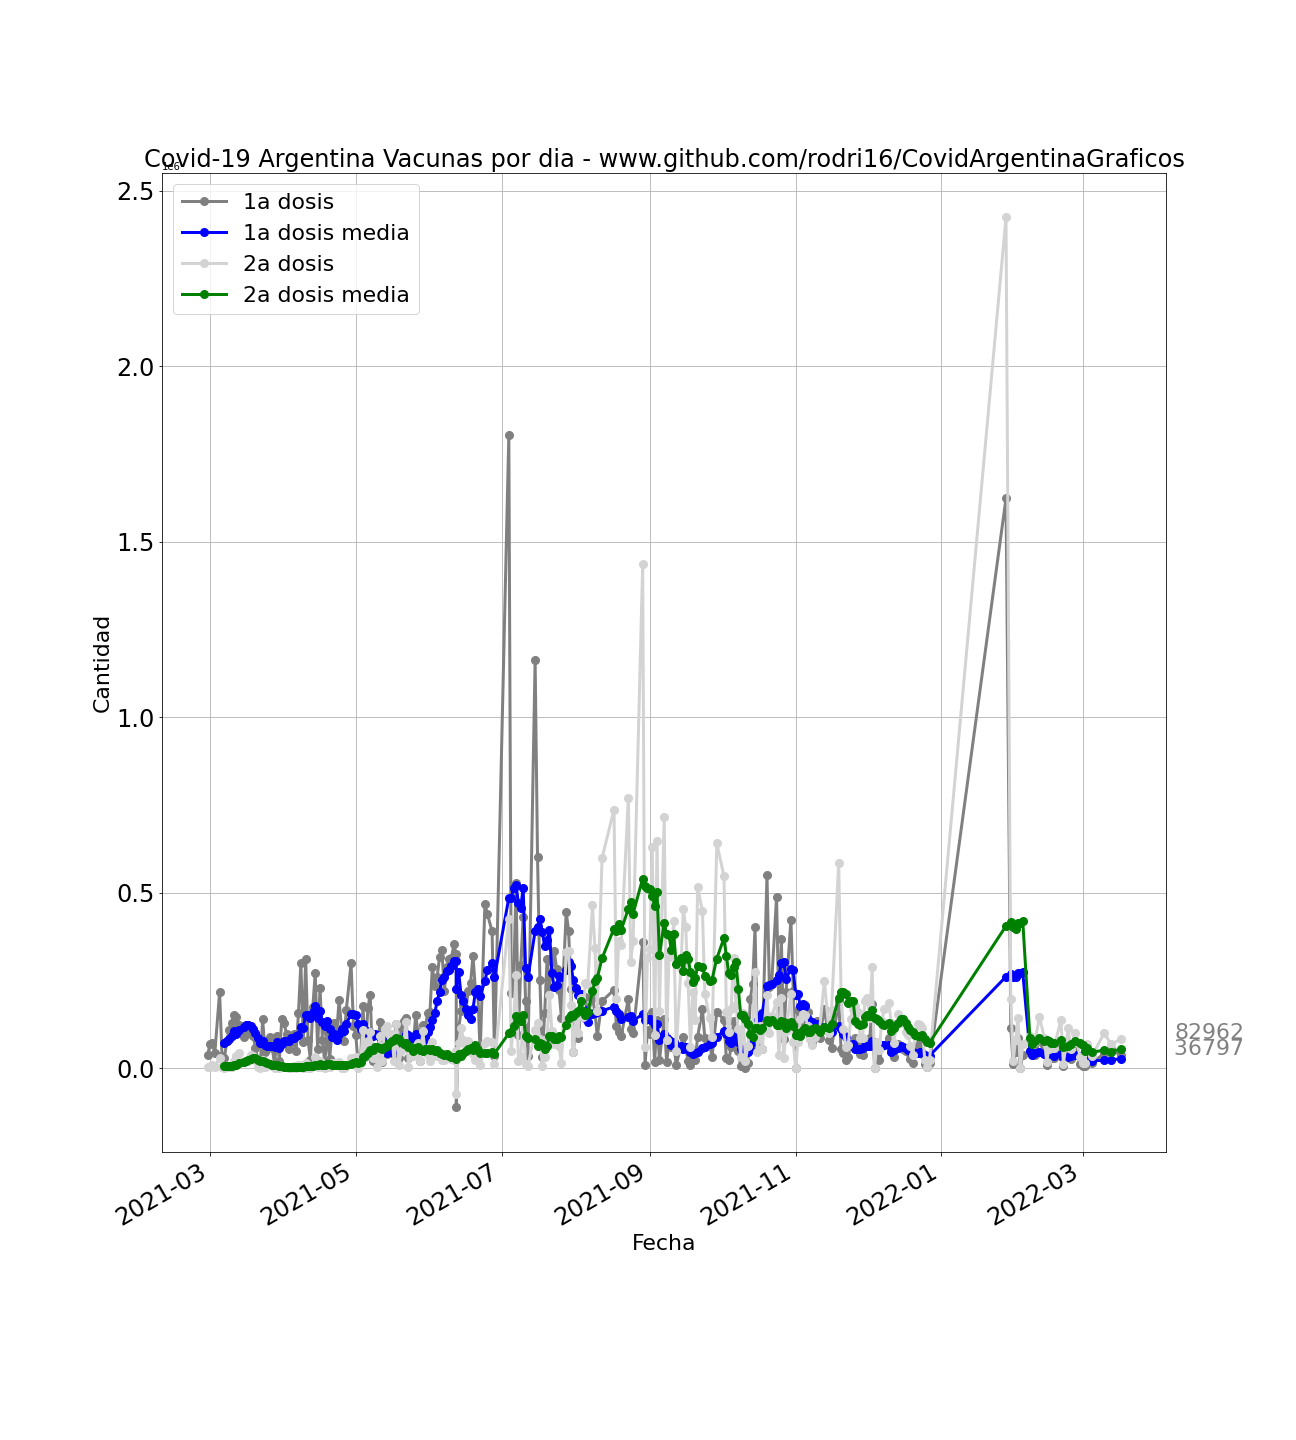 Covid-19 Argentina Vacunas por dia - www.github.com/rodri16/CovidArgentinaGraficos
1e6
2.5
2.0
1.5
1.0
0.5
0.0
Cantidad
1a dosis
1a dosis media
2a dosis
2a dosis media
82962
36797
2021-03
2021-05
2021-07
2021-09
2021-11
2022-01
2022-03
Fecha